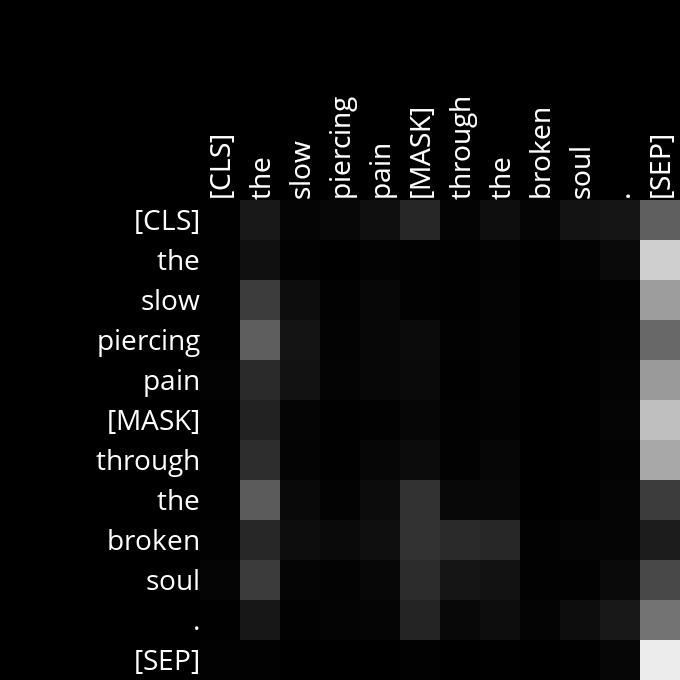 [CLS] the slow piercing pain [MASK] through the broken soul . [SEP]
[CLS]
the
slow
piercing
pain
[MASK]
through
the
broken
soul
.
[SEP]